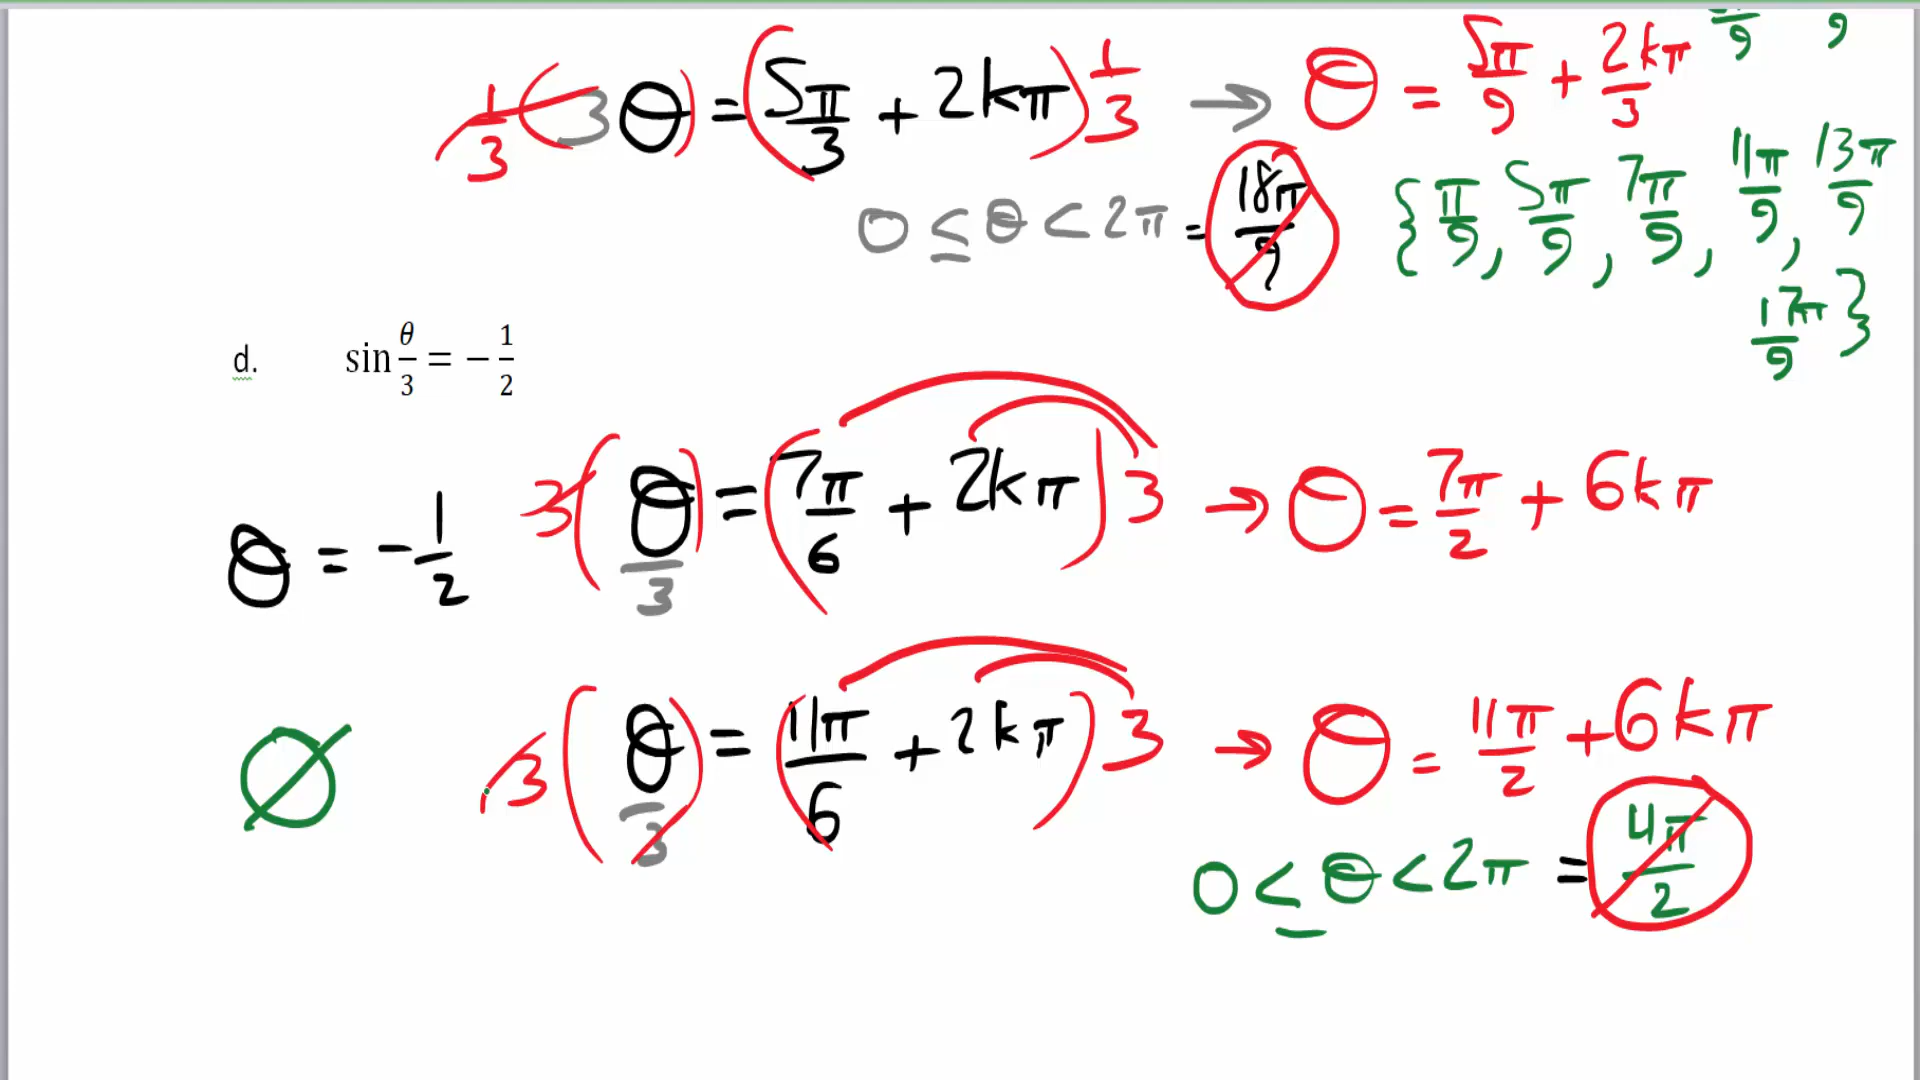 1/3 (3θ) = (5π/3 + 2kπ) 1/3 → θ = 5π/9 + 2kπ/3
0 ≤ θ < 2π = 18π/9
{π/9, 5π/9, 7π/9, 11π/9, 13π/9
17π/9}
d. sin θ/3 = − 1/2
θ = −1/2
3(θ/3) = (7π/6 + 2kπ)3 → θ = 7π/2 + 6kπ
∅
3(θ/3) = (11π/6 + 2kπ)3 → θ = 11π/2 + 6kπ
0 ≤ θ < 2π = 4π/2